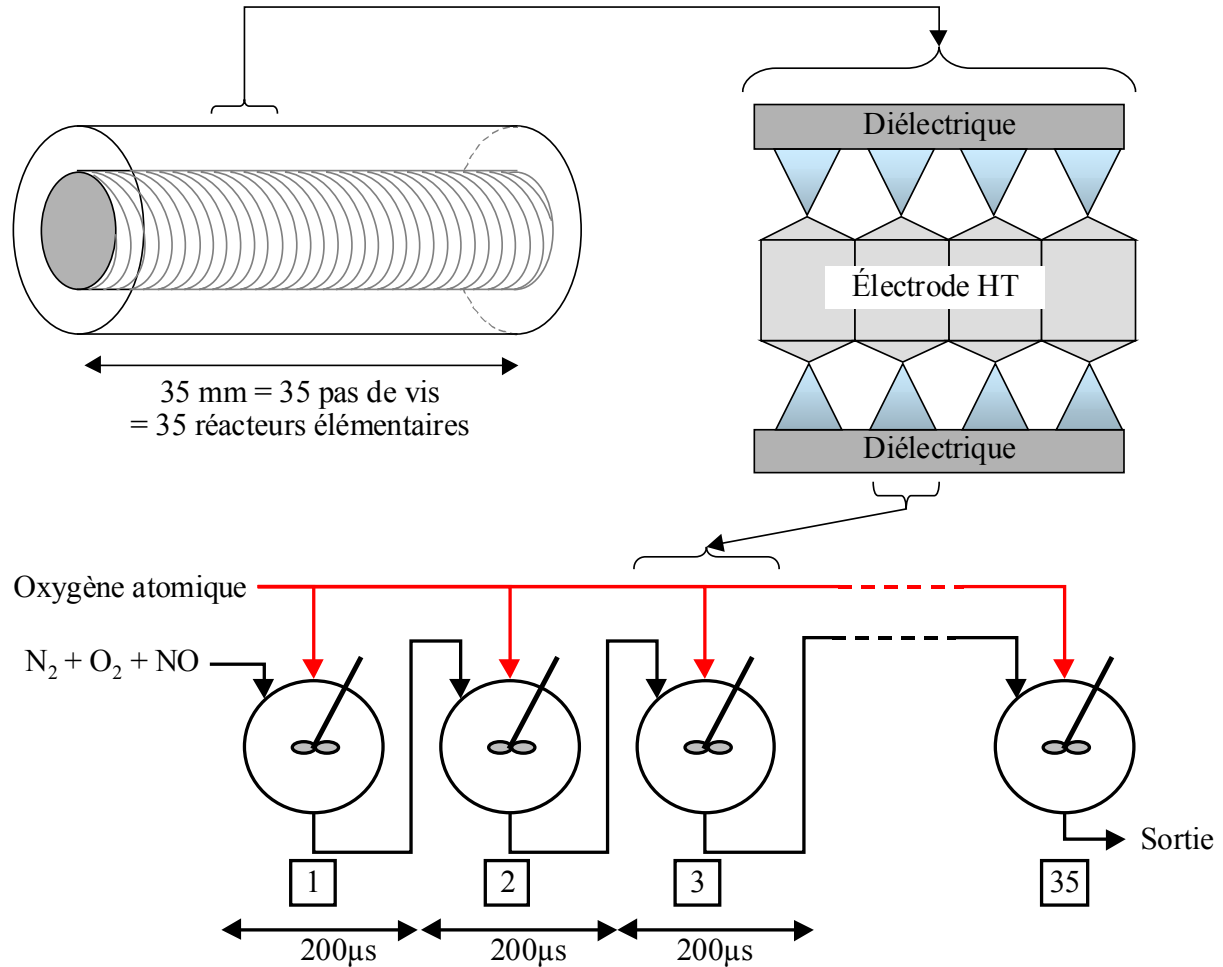 Diélectrique
Électrode HT
Diélectrique
35 mm = 35 pas de vis
= 35 réacteurs élémentaires
Oxygène atomique
N₂ + O₂ + NO
Sortie
1
2
3
35
200µs
200µs
200µs